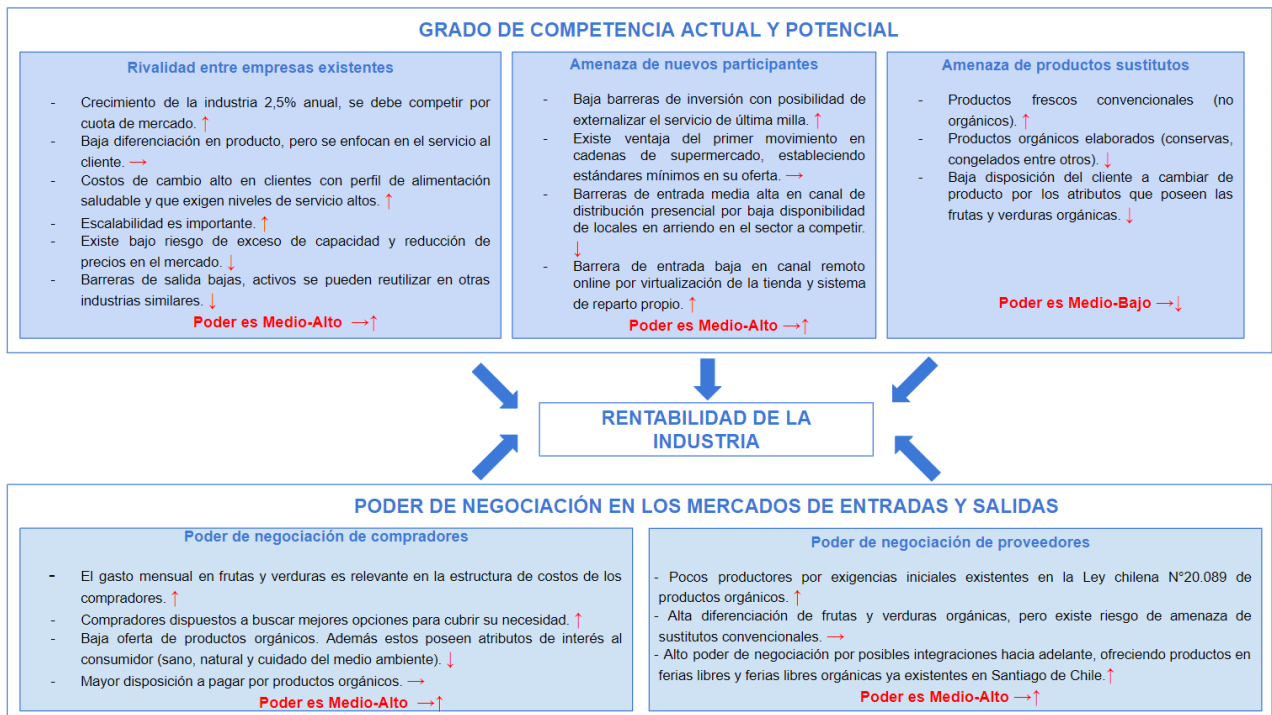 GRADO DE COMPETENCIA ACTUAL Y POTENCIAL
Rivalidad entre empresas existentes
- Crecimiento de la industria 2,5% anual, se debe competir por
cuota de mercado. ↑
- Baja diferenciación en producto, pero se enfocan en el servicio al
cliente. →
- Costos de cambio alto en clientes con perfil de alimentación
saludable y que exigen niveles de servicio altos. ↑
- Escalabilidad es importante. ↑
- Existe bajo riesgo de exceso de capacidad y reducción de
precios en el mercado. ↓
- Barreras de salida bajas, activos se pueden reutilizar en otras
industrias similares. ↓
Poder es Medio-Alto →↑
Amenaza de nuevos participantes
- Baja barreras de inversión con posibilidad de
externalizar el servicio de última milla. ↑
- Existe ventaja del primer movimiento en
cadenas de supermercado, estableciendo
estándares mínimos en su oferta. →
- Barreras de entrada media alta en canal de
distribución presencial por baja disponibilidad
de locales en arriendo en el sector a competir.
↓
- Barrera de entrada baja en canal remoto
online por virtualización de la tienda y sistema
de reparto propio. ↑
Poder es Medio-Alto →↑
Amenaza de productos sustitutos
- Productos frescos convencionales (no
orgánicos). ↑
- Productos orgánicos elaborados (conservas,
congelados entre otros). ↓
- Baja disposición del cliente a cambiar de
producto por los atributos que poseen las
frutas y verduras orgánicas. ↓
Poder es Medio-Bajo →↓
RENTABILIDAD DE LA
INDUSTRIA
PODER DE NEGOCIACIÓN EN LOS MERCADOS DE ENTRADAS Y SALIDAS
Poder de negociación de compradores
- El gasto mensual en frutas y verduras es relevante en la estructura de costos de los
compradores. ↑
- Compradores dispuestos a buscar mejores opciones para cubrir su necesidad. ↑
- Baja oferta de productos orgánicos. Además estos poseen atributos de interés al
consumidor (sano, natural y cuidado del medio ambiente). ↓
- Mayor disposición a pagar por productos orgánicos. →
Poder es Medio-Alto →↑
Poder de negociación de proveedores
- Pocos productores por exigencias iniciales existentes en la Ley chilena N°20.089 de
productos orgánicos. ↑
- Alta diferenciación de frutas y verduras orgánicas, pero existe riesgo de amenaza de
sustitutos convencionales. →
- Alto poder de negociación por posibles integraciones hacia adelante, ofreciendo productos en
ferias libres y ferias libres orgánicas ya existentes en Santiago de Chile.↑
Poder es Medio-Alto →↑